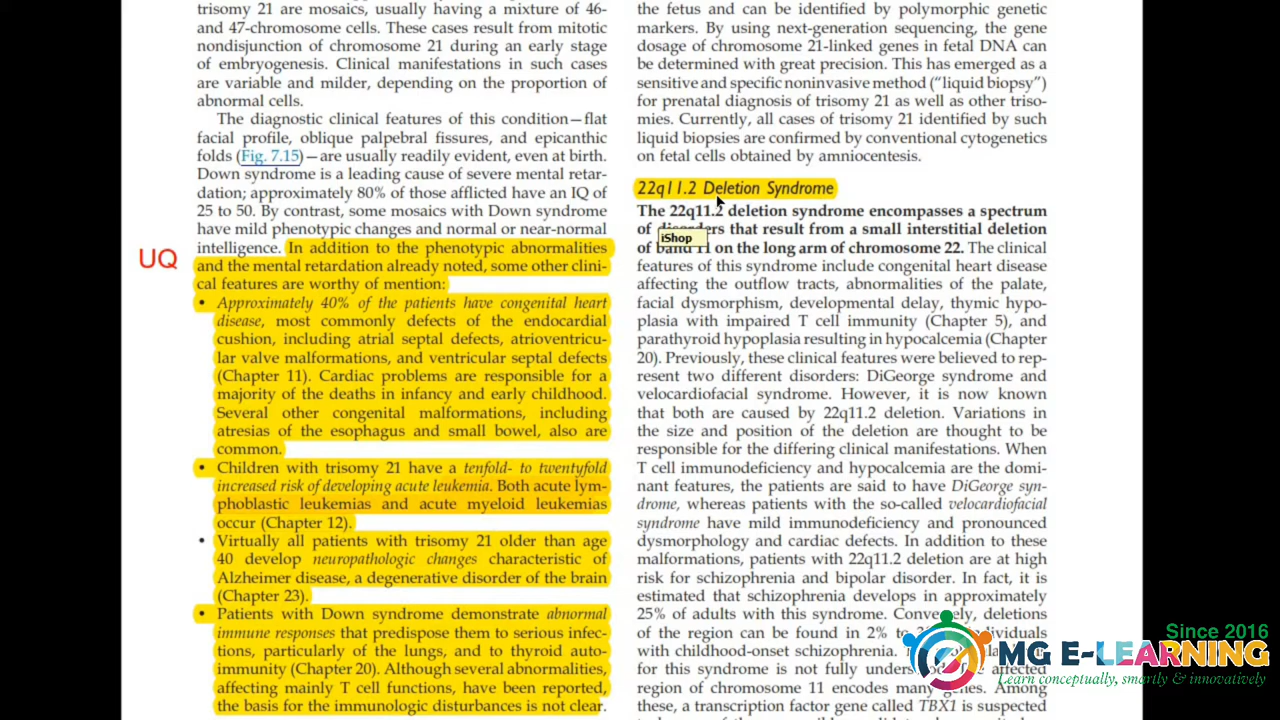 trisomy 21 are mosaics, usually having a mixture of 46-
and 47-chromosome cells. These cases result from mitotic
nondisjunction of chromosome 21 during an early stage
of embryogenesis. Clinical manifestations in such cases
are variable and milder, depending on the proportion of
abnormal cells.
The diagnostic clinical features of this condition—flat
facial profile, oblique palpebral fissures, and epicanthic
folds (Fig. 7.15)—are usually readily evident, even at birth.
Down syndrome is a leading cause of severe mental retar-
dation; approximately 80% of those afflicted have an IQ of
25 to 50. By contrast, some mosaics with Down syndrome
have mild phenotypic changes and normal or near-normal
intelligence. In addition to the phenotypic abnormalities
UQ
and the mental retardation already noted, some other clini-
cal features are worthy of mention:
• Approximately 40% of the patients have congenital heart
disease, most commonly defects of the endocardial
cushion, including atrial septal defects, atrioventricu-
lar valve malformations, and ventricular septal defects
(Chapter 11). Cardiac problems are responsible for a
majority of the deaths in infancy and early childhood.
Several other congenital malformations, including
atresias of the esophagus and small bowel, also are
common.
• Children with trisomy 21 have a tenfold- to twentyfold
increased risk of developing acute leukemia. Both acute lym-
phoblastic leukemias and acute myeloid leukemias
occur (Chapter 12).
• Virtually all patients with trisomy 21 older than age
40 develop neuropathologic changes characteristic of
Alzheimer disease, a degenerative disorder of the brain
(Chapter 23).
• Patients with Down syndrome demonstrate abnormal
immune responses that predispose them to serious infec-
tions, particularly of the lungs, and to thyroid auto-
immunity (Chapter 20). Although several abnormalities,
affecting mainly T cell functions, have been reported,
the basis for the immunologic disturbances is not clear.
the fetus and can be identified by polymorphic genetic
markers. By using next-generation sequencing, the gene
dosage of chromosome 21-linked genes in fetal DNA can
be determined with great precision. This has emerged as a
sensitive and specific noninvasive method (“liquid biopsy”)
for prenatal diagnosis of trisomy 21 as well as other triso-
mies. Currently, all cases of trisomy 21 identified by such
liquid biopsies are confirmed by conventional cytogenetics
on fetal cells obtained by amniocentesis.
22q11.2 Deletion Syndrome
The 22q11.2 deletion syndrome encompasses a spectrum
of disorders that result from a small interstitial deletion
iShop
of band 11 on the long arm of chromosome 22. The clinical
features of this syndrome include congenital heart disease
affecting the outflow tracts, abnormalities of the palate,
facial dysmorphism, developmental delay, thymic hypo-
plasia with impaired T cell immunity (Chapter 5), and
parathyroid hypoplasia resulting in hypocalcemia (Chapter
20). Previously, these clinical features were believed to rep-
resent two different disorders: DiGeorge syndrome and
velocardiofacial syndrome. However, it is now known
that both are caused by 22q11.2 deletion. Variations in
the size and position of the deletion are thought to be
responsible for the differing clinical manifestations. When
T cell immunodeficiency and hypocalcemia are the domi-
nant features, the patients are said to have DiGeorge syn-
drome, whereas patients with the so-called velocardiofacial
syndrome have mild immunodeficiency and pronounced
dysmorphology and cardiac defects. In addition to these
malformations, patients with 22q11.2 deletion are at high
risk for schizophrenia and bipolar disorder. In fact, it is
estimated that schizophrenia develops in approximately
25% of adults with this syndrome. Conversely, deletions
of the region can be found in 2% to individuals
with childhood-onset schizophrenia.
for this syndrome is not fully affected
region of chromosome 11 encodes many genes. Among
these, a transcription factor gene called TBX1 is suspected
Since 2016
MG E-LEARNING
Learn conceptually, smartly & innovatively